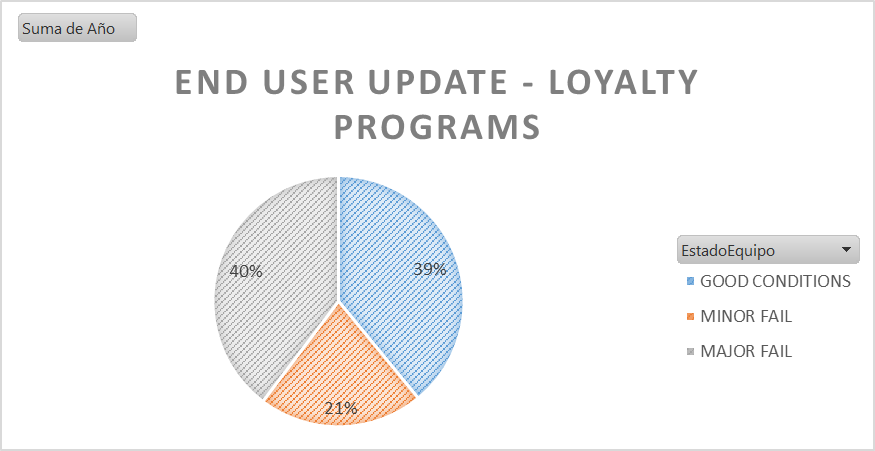 Suma de Año
END USER UPDATE - LOYALTY
PROGRAMS
40%
39%
21%
EstadoEquipo
GOOD CONDITIONS
MINOR FAIL
MAJOR FAIL